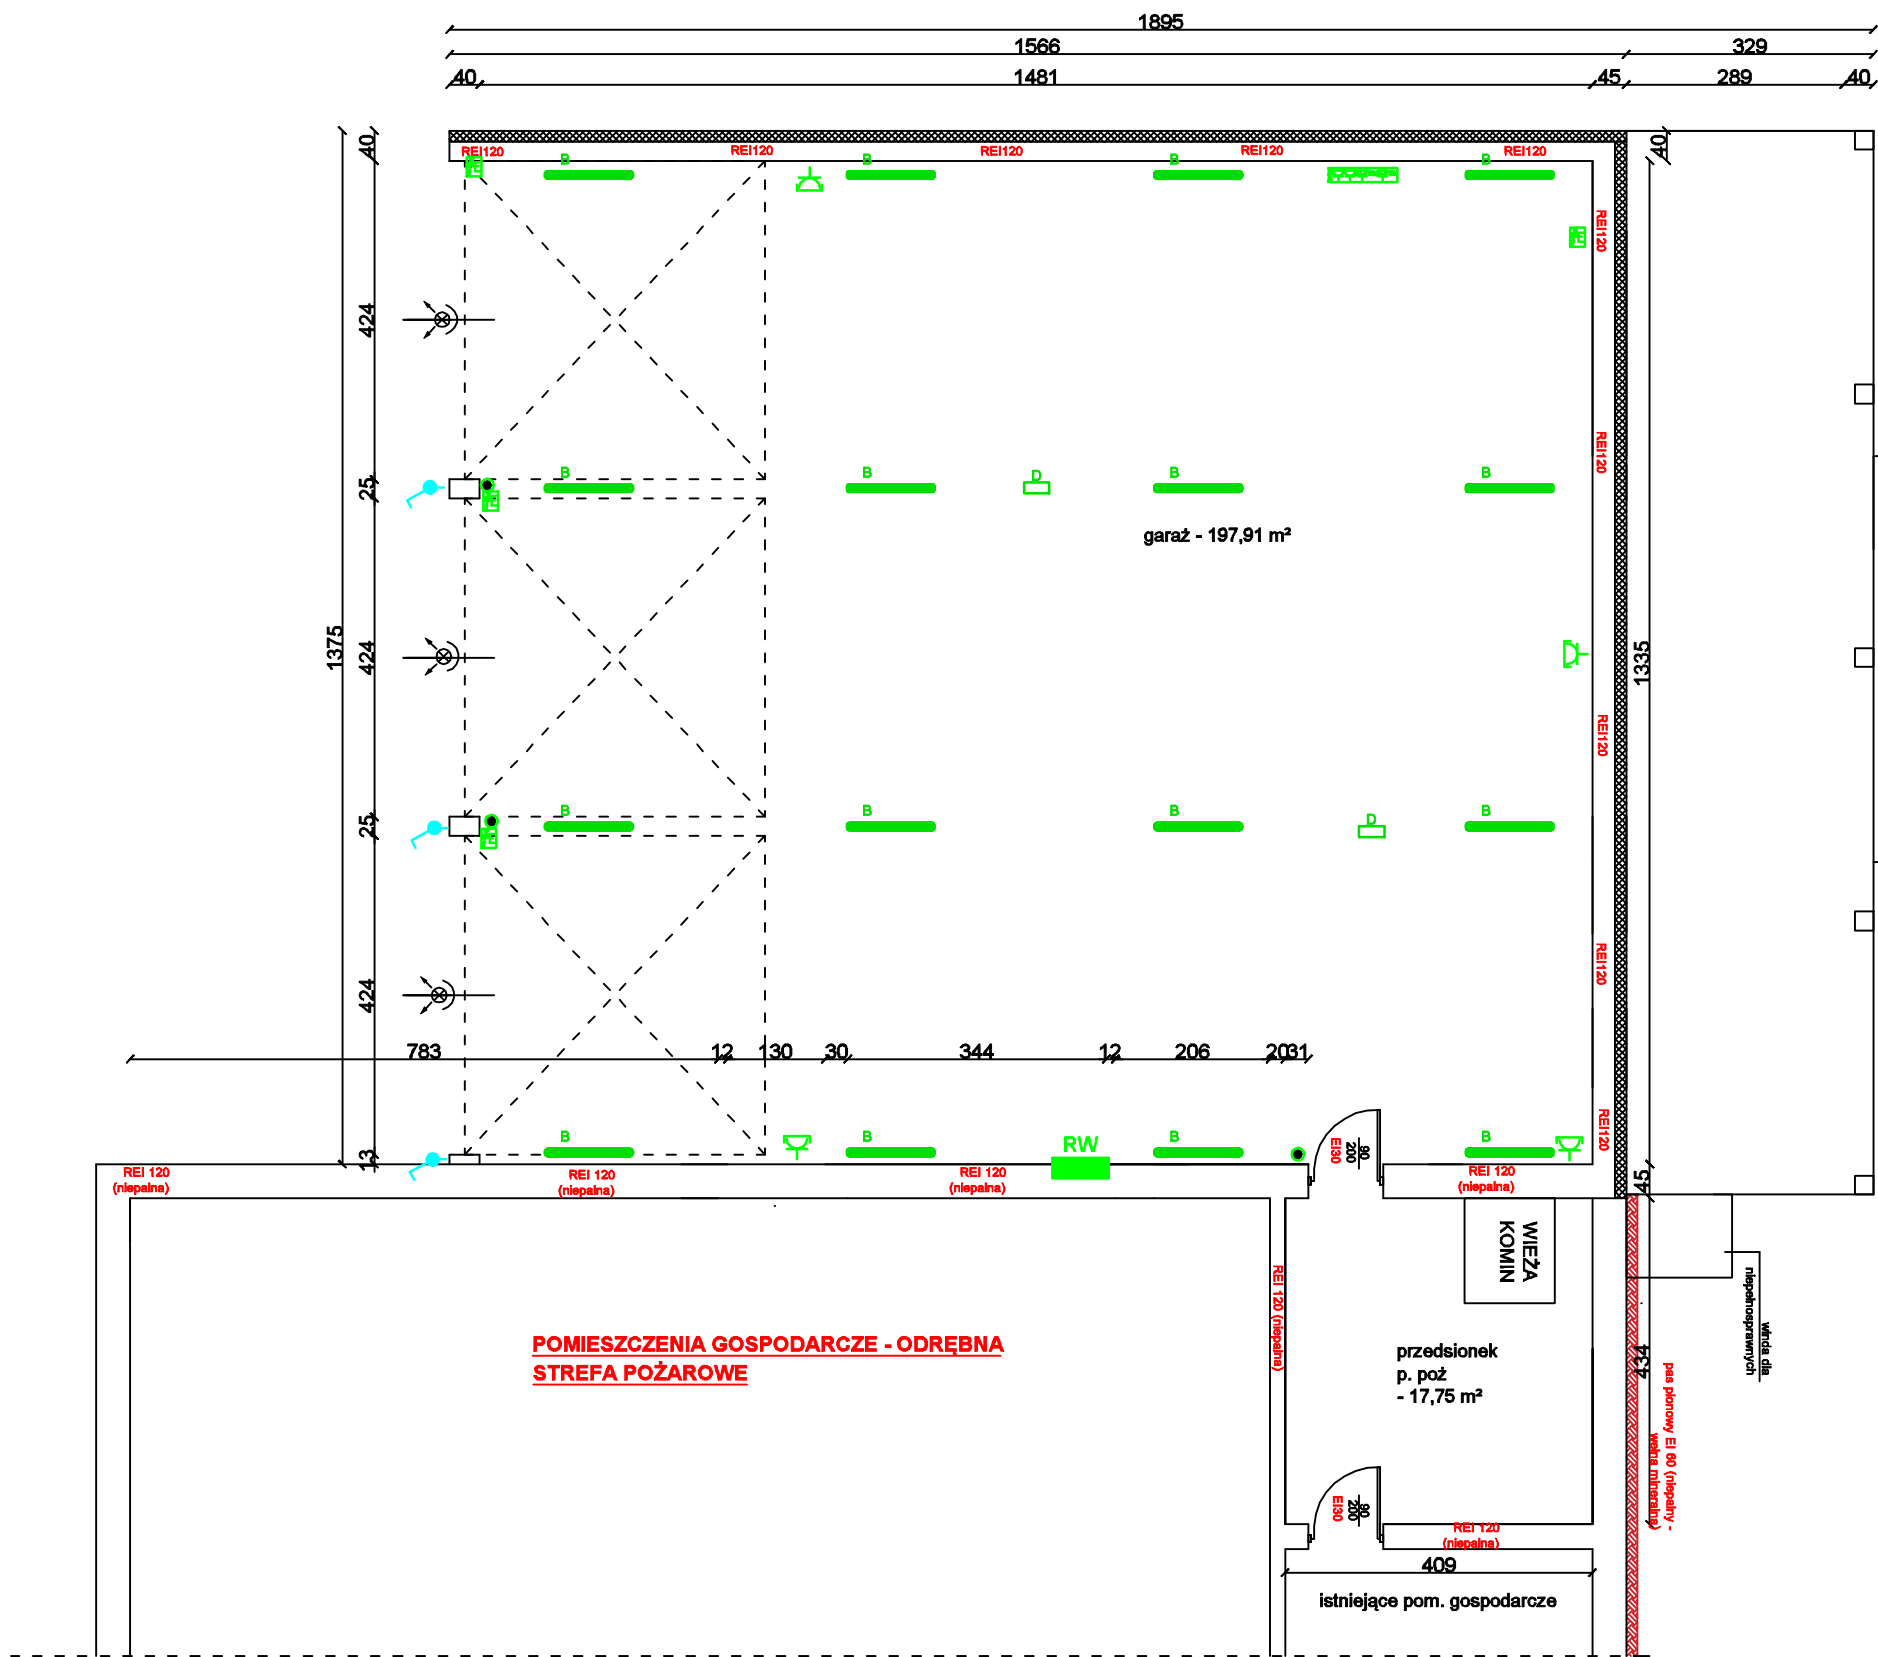 1895
1566 329
40 1481 45 289 40
40 40
REI120 REI120 REI120 REI120 REI120
B B B B
REI120
424
REI120
B B D B B
25
garaż - 197,91 m²
1375 424 1335
REI120
B B B D B
25
REI120
424
783 12 130 30 344 12 206 20 31
REI120
B B RW B B
13
EI30 90
200
REI 120
(niepalna)
REI 120
(niepalna)
REI 120
(niepalna)
REI 120
(niepalna)
45
WIEŻA
KOMIN
REI 120 (niepalna)
winda dla
niepełnosprawnych
POMIESZCZENIA GOSPODARCZE - ODRĘBNA
STREFA POŻAROWE
przedsionek
p. poż
- 17,75 m²
434
pas pionowy EI 60 (niepalny -
wełna mineralna)
EI30 90
200
REI 120
(niepalna)
409
istniejące pom. gospodarcze